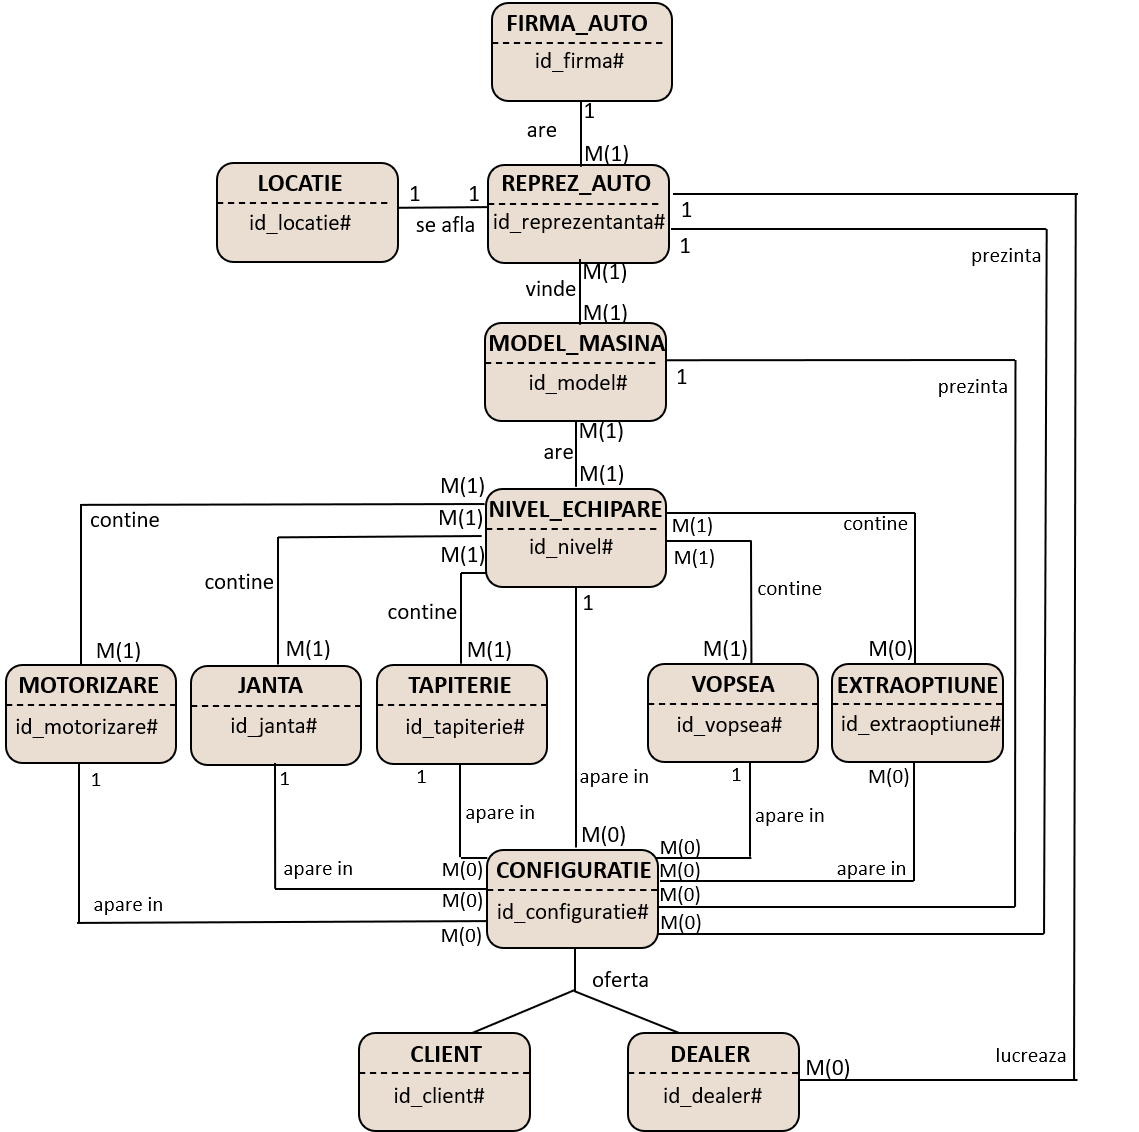 FIRMA_AUTO
id_firma#
1
are
M(1)
LOCATIE
id_locatie#
1
1
se afla
REPREZ_AUTO
id_reprezentanta#
1
1
prezinta
M(1)
vinde
M(1)
MODEL_MASINA
id_model#
1
prezinta
M(1)
are
M(1)
NIVEL_ECHIPARE
id_nivel#
M(1)
contine
M(1)
contine
M(1)
contine
M(1)
contine
M(1)
contine
1
M(1)
M(1)
M(1)
M(1)
M(0)
MOTORIZARE
id_motorizare#
JANTA
id_janta#
TAPITERIE
id_tapiterie#
VOPSEA
id_vopsea#
EXTRAOPTIUNE
id_extraoptiune#
1
1
1
apare in
1
M(0)
apare in
apare in
M(0)
apare in
apare in
apare in
M(0)
M(0)
M(0)
M(0)
M(0)
M(0)
M(0)
CONFIGURATIE
id_configuratie#
oferta
CLIENT
id_client#
DEALER
id_dealer#
M(0)
lucreaza